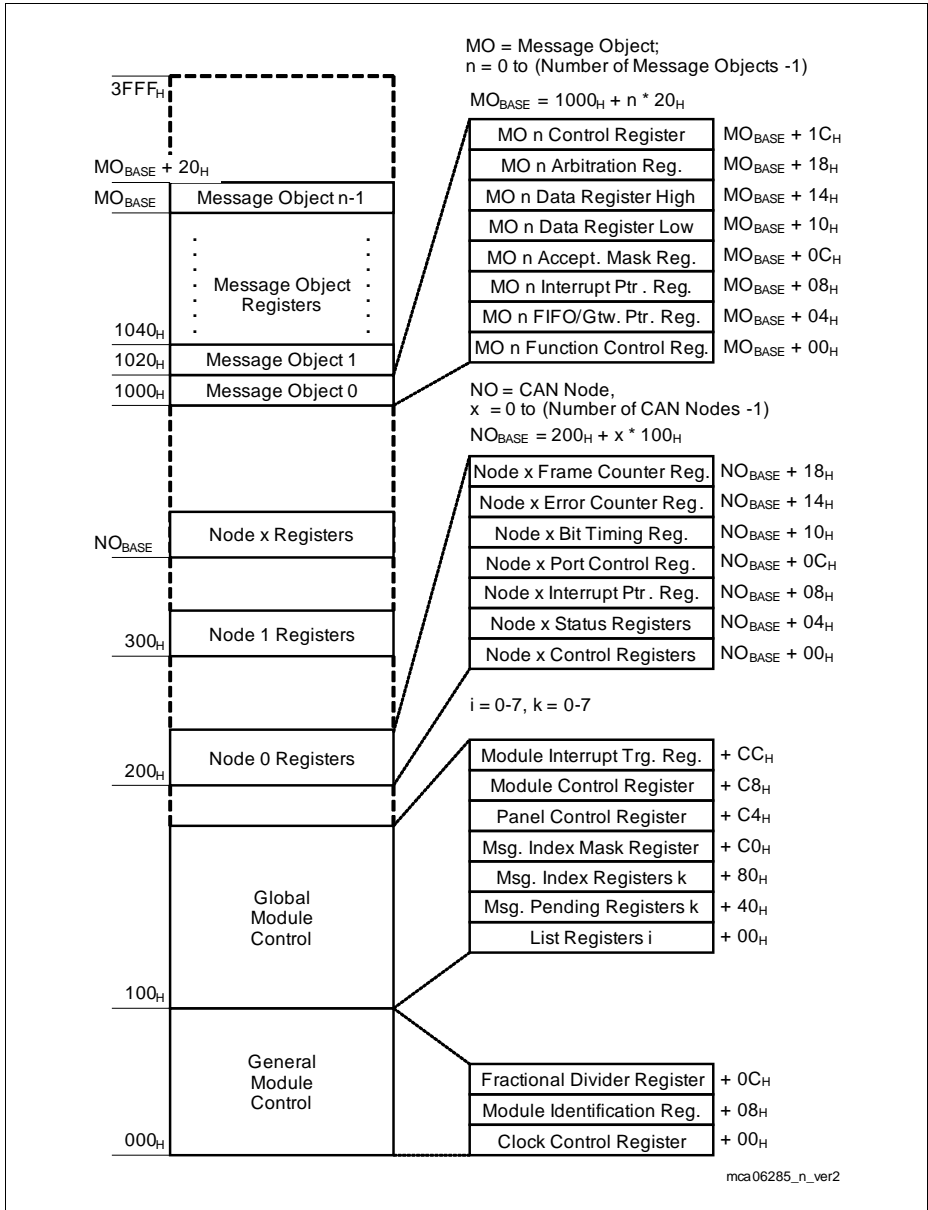 MO = Message Object;
n = 0 to (Number of Message Objects -1)
MOBASE = 1000H + n * 20H
3FFFH
MO n Control Register MOBASE + 1CH
MO n Arbitration Reg. MOBASE + 18H
MO n Data Register High MOBASE + 14H
MO n Data Register Low MOBASE + 10H
MO n Accept. Mask Reg. MOBASE + 0CH
MO n Interrupt Ptr . Reg. MOBASE + 08H
MO n FIFO/Gtw. Ptr. Reg. MOBASE + 04H
MO n Function Control Reg. MOBASE + 00H
MOBASE + 20H
MOBASE Message Object n-1
Message Object
Registers
1040H
1020H Message Object 1
1000H Message Object 0
NO = CAN Node,
x = 0 to (Number of CAN Nodes -1)
NOBASE = 200H + x * 100H
Node x Frame Counter Reg. NOBASE + 18H
Node x Error Counter Reg. NOBASE + 14H
Node x Bit Timing Reg. NOBASE + 10H
Node x Port Control Reg. NOBASE + 0CH
Node x Interrupt Ptr . Reg. NOBASE + 08H
Node x Status Registers NOBASE + 04H
Node x Control Registers NOBASE + 00H
NOBASE Node x Registers
300H Node 1 Registers
200H Node 0 Registers
i = 0-7, k = 0-7
Module Interrupt Trg. Reg. + CCH
Module Control Register + C8H
Panel Control Register + C4H
Msg. Index Mask Register + C0H
Msg. Index Registers k + 80H
Msg. Pending Registers k + 40H
List Registers i + 00H
Global
Module
Control
100H
General
Module
Control
000H
Fractional Divider Register + 0CH
Module Identification Reg. + 08H
Clock Control Register + 00H
mca06285_n_ver2